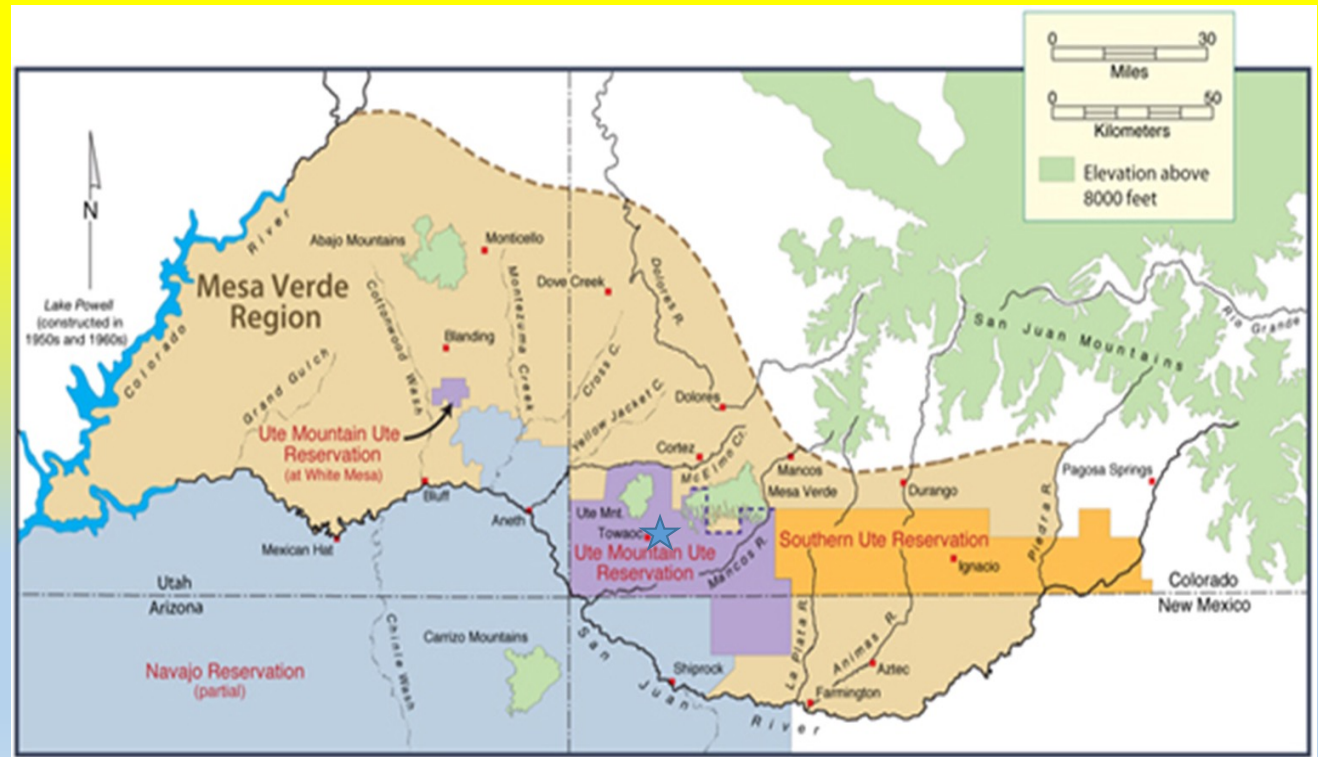 0 30
Miles
0 50
Kilometers
Elevation above
8000 feet
N
Lake Powell
(constructed in
1950s and 1960s)
Colorado
River
Mesa Verde
Region
Abajo Mountains
Monticello
Dove Creek
Dolores R.
Cottonwood Wash
Montezuma Creek
Blanding
Cross C.
Grand Gulch
Yellow Jacket C.
Dolores
San Juan Mountains
Rio Grande
Ute Mountain Ute
Reservation
(at White Mesa)
Cortez
McElmo Cr.
Mancos
Mesa Verde
Durango
Pagosa Springs
Piedra R.
Bluff
Aneth
Mexican Hat
Ute Mnt.
Towaoc
Ute Mountain Ute
Reservation
Mancos R.
Southern Ute Reservation
Ignacio
Utah
Arizona
Colorado
New Mexico
Chinle Wash
Carrizo Mountains
Navajo Reservation
(partial)
San Juan River
Shiprock
La Plata R.
Animas R.
Aztec
Farmington